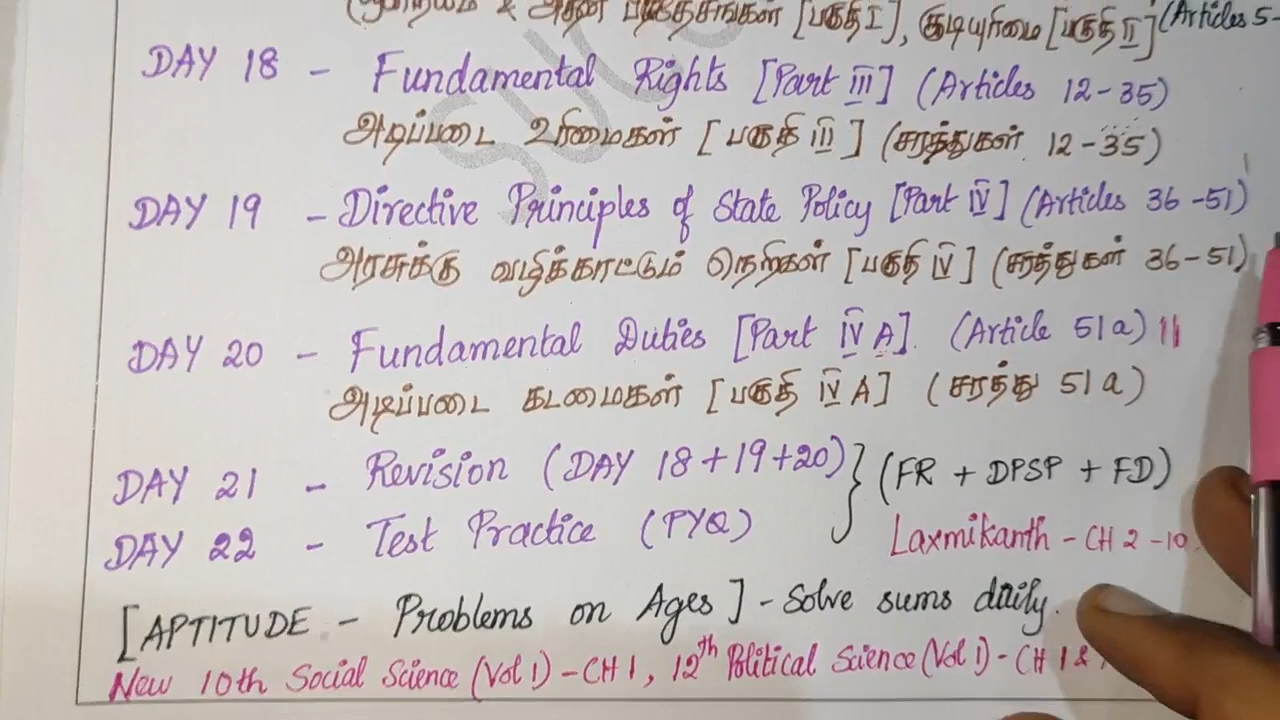 [பகுதி I], குடியுரிமை [பகுதி II] (Articles 5-
DAY 18 - Fundamental Rights [Part III] (Articles 12-35)
அடிப்படை உரிமைகள் [பகுதி III] (சரத்துகள் 12-35)
DAY 19 - Directive Principles of State Policy [Part IV] (Articles 36-51)
அரசுக்கு வழிக்காட்டும் நெறிகள் [பகுதி IV] (சரத்துகள் 36-51)
DAY 20 - Fundamental Duties [Part IV A]. (Article 51a) 11
அடிப்படை கடமைகள் [பகுதி IV A] (சரத்து 51a)
DAY 21 - Revision (DAY 18+19+20) } (FR + DPSP + FD)
DAY 22 - Test Practice (PYQ) Laxmikanth - CH 2-10
[APTITUDE - Problems on Ages] - Solve sums daily.
New 10th Social Science (Vol 1) - CH 1, 12th Political Science (Vol 1) - CH 1 &